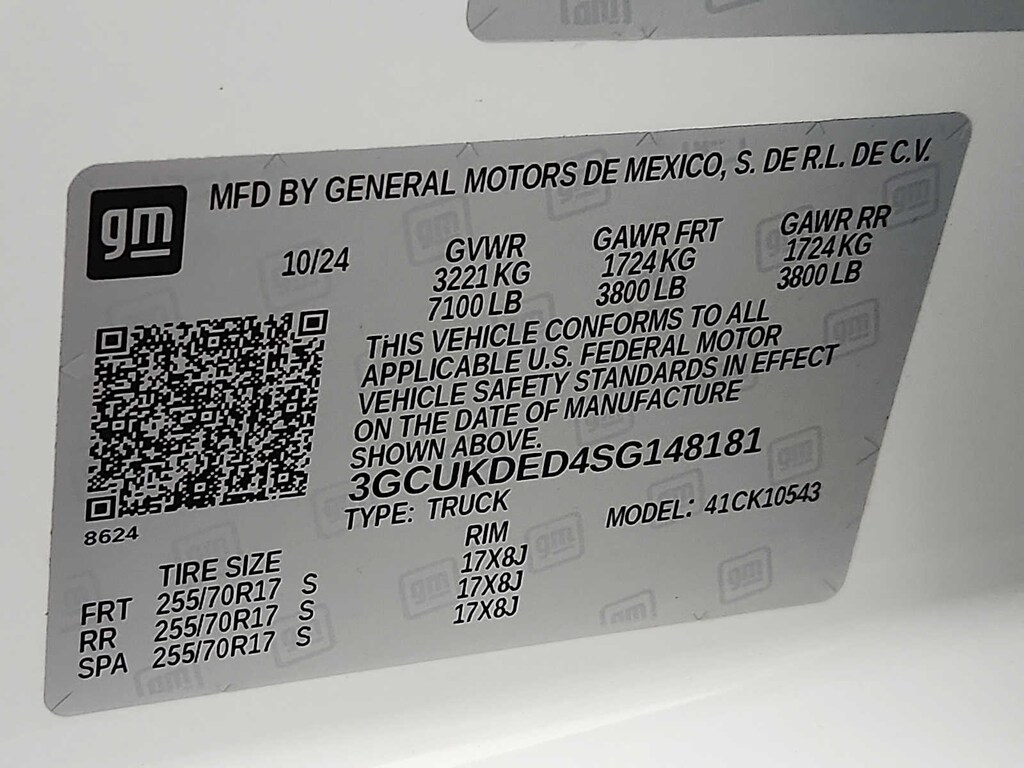 gm
MFD BY GENERAL MOTORS DE MEXICO, S. DE R.L. DE C.V.
10/24
GVWR
3221 KG
7100 LB
GAWR FRT
1724 KG
3800 LB
GAWR RR
1724 KG
3800 LB
THIS VEHICLE CONFORMS TO ALL
APPLICABLE U.S. FEDERAL MOTOR
VEHICLE SAFETY STANDARDS IN EFFECT
ON THE DATE OF MANUFACTURE
SHOWN ABOVE.
3GCUKDED4SG148181
TYPE: TRUCK
MODEL: 41CK10543
8624
TIRE SIZE RIM
FRT 255/70R17 S 17X8J
RR 255/70R17 S 17X8J
SPA 255/70R17 S 17X8J